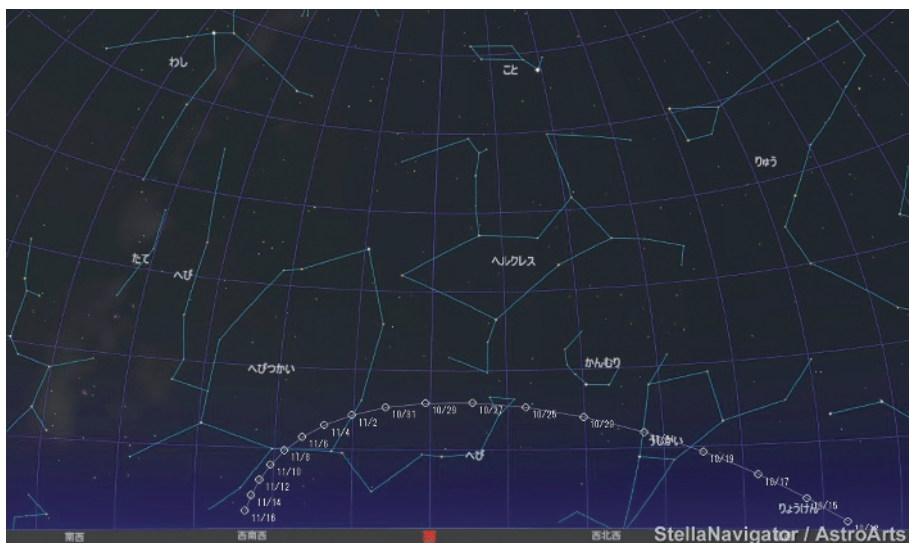 わし
こと
りゅう
たて
へび
ヘルクレス
へびつかい
かんむり
11/2
10/31
10/29
10/27
10/25
11/4
11/6
うしかい
11/8
へび
10/19
11/10
10/17
11/12
11/14
りょうけん
11/16
南西
西南西
西
西北西
StellaNavigator / AstroArts